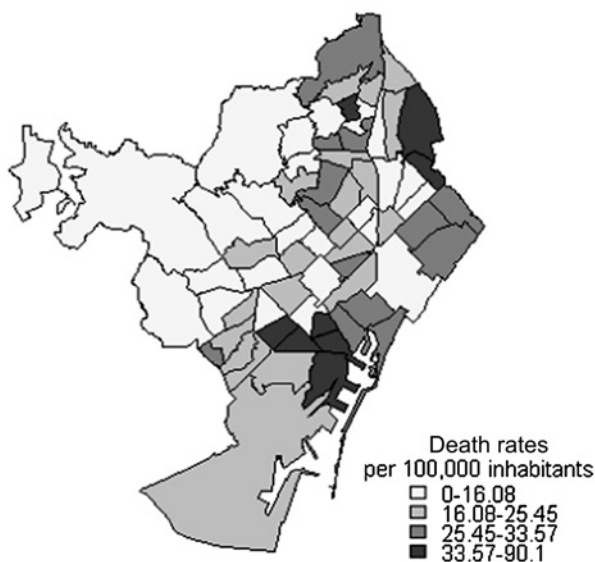 Death rates
per 100,000 inhabitants
0-16.08
16.08-25.45
25.45-33.57
33.57-90.1